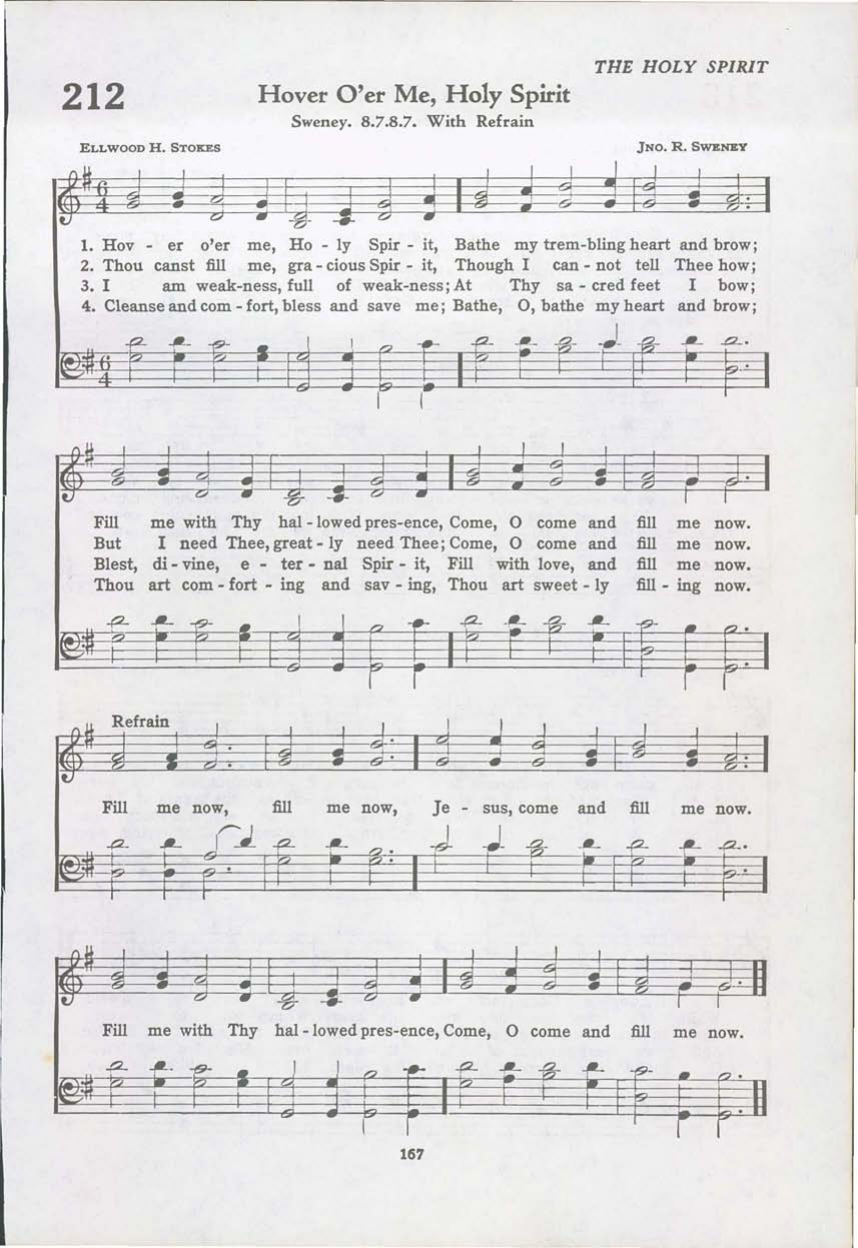 THE HOLY SPIRIT
212
Hover O'er Me, Holy Spirit
Sweney. 8.7.8.7. With Refrain
ELLWOOD H. STOKES JNO. R. SWENEY
6
4
1. Hov - er o'er me, Ho - ly Spir - it, Bathe my trem-bling heart and brow;
2. Thou canst fill me, gra - cious Spir - it, Though I can - not tell Thee how;
3. I am weak-ness, full of weak-ness; At Thy sa - cred feet I bow;
4. Cleanse and com - fort, bless and save me; Bathe, O, bathe my heart and brow;
6
4
Fill me with Thy hal - lowed pres-ence, Come, O come and fill me now.
But I need Thee, great - ly need Thee; Come, O come and fill me now.
Blest, di - vine, e - ter - nal Spir - it, Fill with love, and fill me now.
Thou art com - fort - ing and sav - ing, Thou art sweet - ly fill - ing now.
Refrain
Fill me now, fill me now, Je - sus, come and fill me now.
Fill me with Thy hal - lowed pres-ence, Come, O come and fill me now.
167